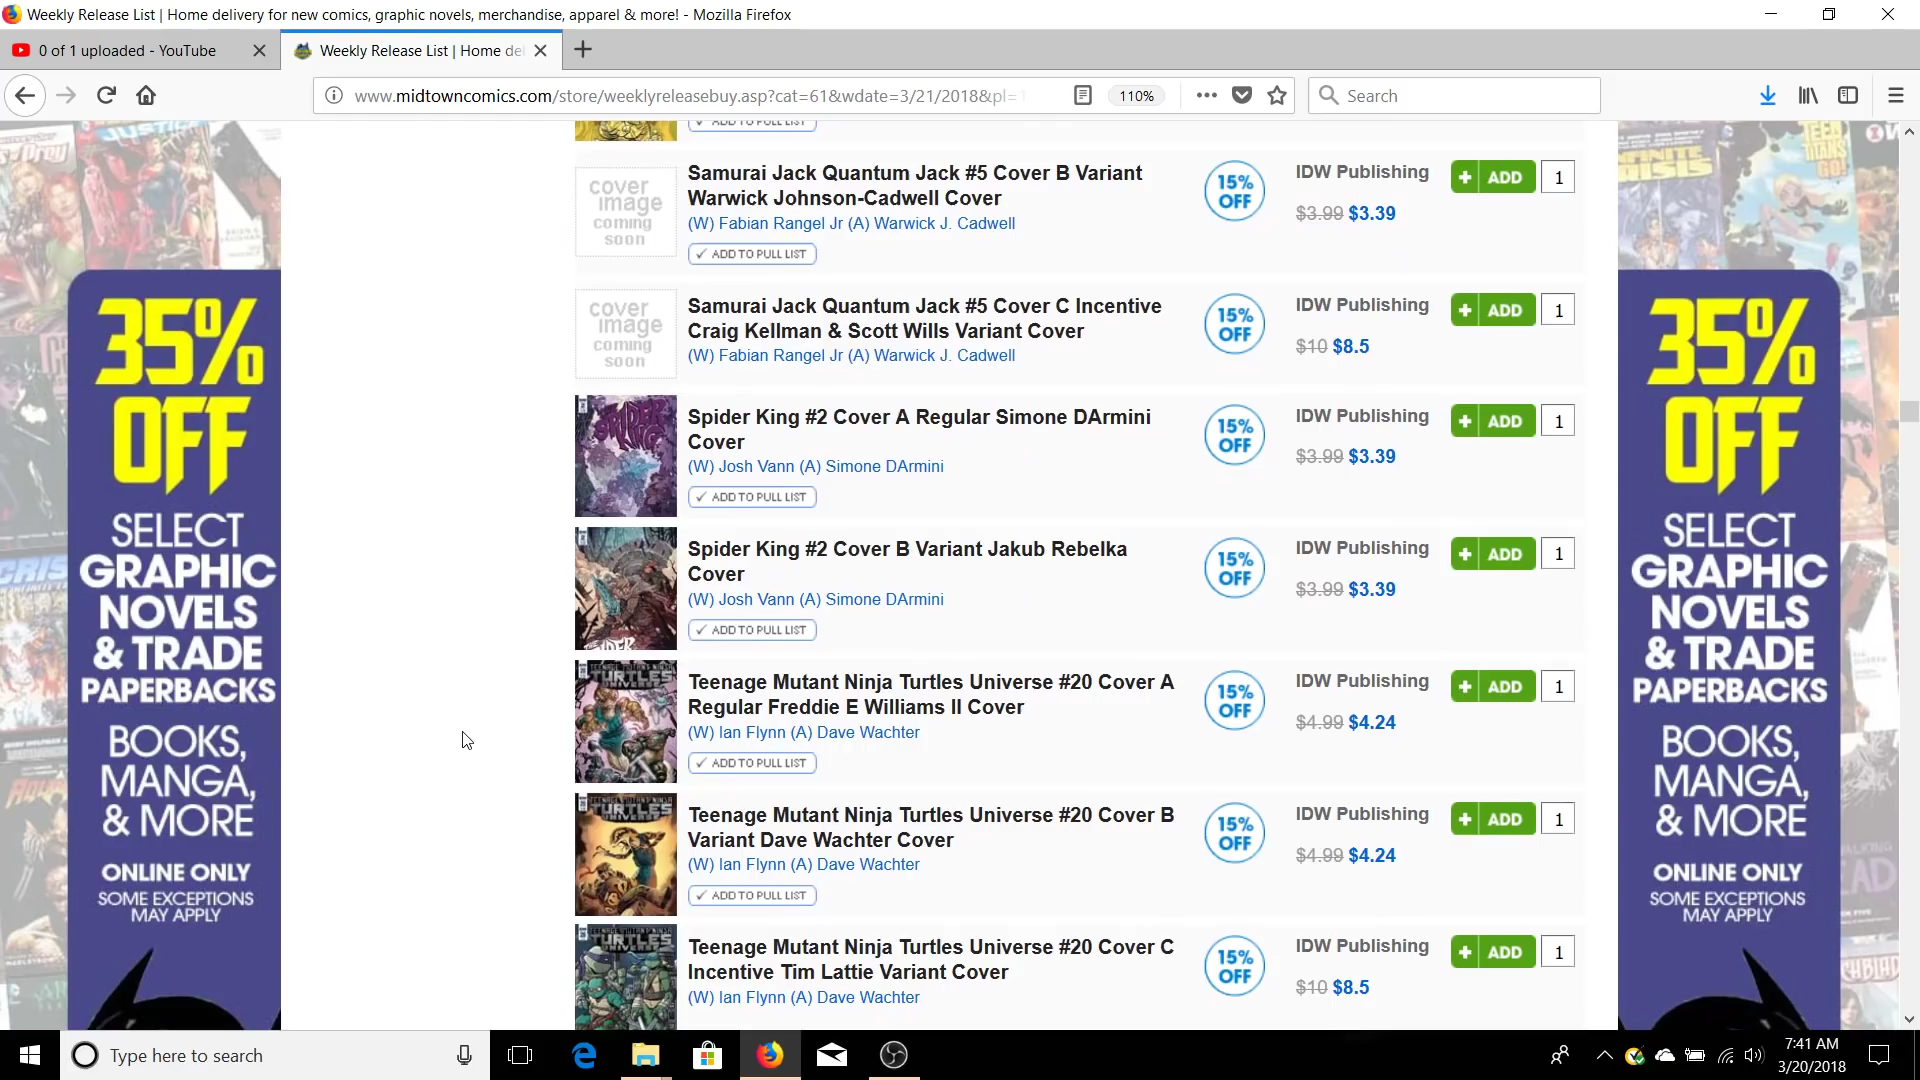 Weekly Release List | Home delivery for new comics, graphic novels, merchandise, apparel & more! - Mozilla Firefox
0 of 1 uploaded - YouTube
Weekly Release List | Home de
www.midtowncomics.com/store/weeklyreleasebuy.asp?cat=61&wdate=3/21/2018&pl=1
110%
Search
ADD TO PULL LIST
cover image coming soon
Samurai Jack Quantum Jack #5 Cover B Variant
Warwick Johnson-Cadwell Cover
(W) Fabian Rangel Jr (A) Warwick J. Cadwell
ADD TO PULL LIST
15% OFF
IDW Publishing
$3.99 $3.39
ADD 1
cover image coming soon
Samurai Jack Quantum Jack #5 Cover C Incentive
Craig Kellman & Scott Wills Variant Cover
(W) Fabian Rangel Jr (A) Warwick J. Cadwell
15% OFF
IDW Publishing
$10 $8.5
ADD 1
Spider King #2 Cover A Regular Simone DArmini
Cover
(W) Josh Vann (A) Simone DArmini
ADD TO PULL LIST
15% OFF
IDW Publishing
$3.99 $3.39
ADD 1
Spider King #2 Cover B Variant Jakub Rebelka
Cover
(W) Josh Vann (A) Simone DArmini
ADD TO PULL LIST
15% OFF
IDW Publishing
$3.99 $3.39
ADD 1
Teenage Mutant Ninja Turtles Universe #20 Cover A
Regular Freddie E Williams II Cover
(W) Ian Flynn (A) Dave Wachter
ADD TO PULL LIST
15% OFF
IDW Publishing
$4.99 $4.24
ADD 1
Teenage Mutant Ninja Turtles Universe #20 Cover B
Variant Dave Wachter Cover
(W) Ian Flynn (A) Dave Wachter
ADD TO PULL LIST
15% OFF
IDW Publishing
$4.99 $4.24
ADD 1
Teenage Mutant Ninja Turtles Universe #20 Cover C
Incentive Tim Lattie Variant Cover
(W) Ian Flynn (A) Dave Wachter
15% OFF
IDW Publishing
$10 $8.5
ADD 1
35%
OFF
SELECT
GRAPHIC
NOVELS
& TRADE
PAPERBACKS
BOOKS,
MANGA,
& MORE
ONLINE ONLY
SOME EXCEPTIONS
MAY APPLY
35%
OFF
SELECT
GRAPHIC
NOVELS
& TRADE
PAPERBACKS
BOOKS,
MANGA,
& MORE
ONLINE ONLY
SOME EXCEPTIONS
MAY APPLY
Type here to search
7:41 AM
3/20/2018